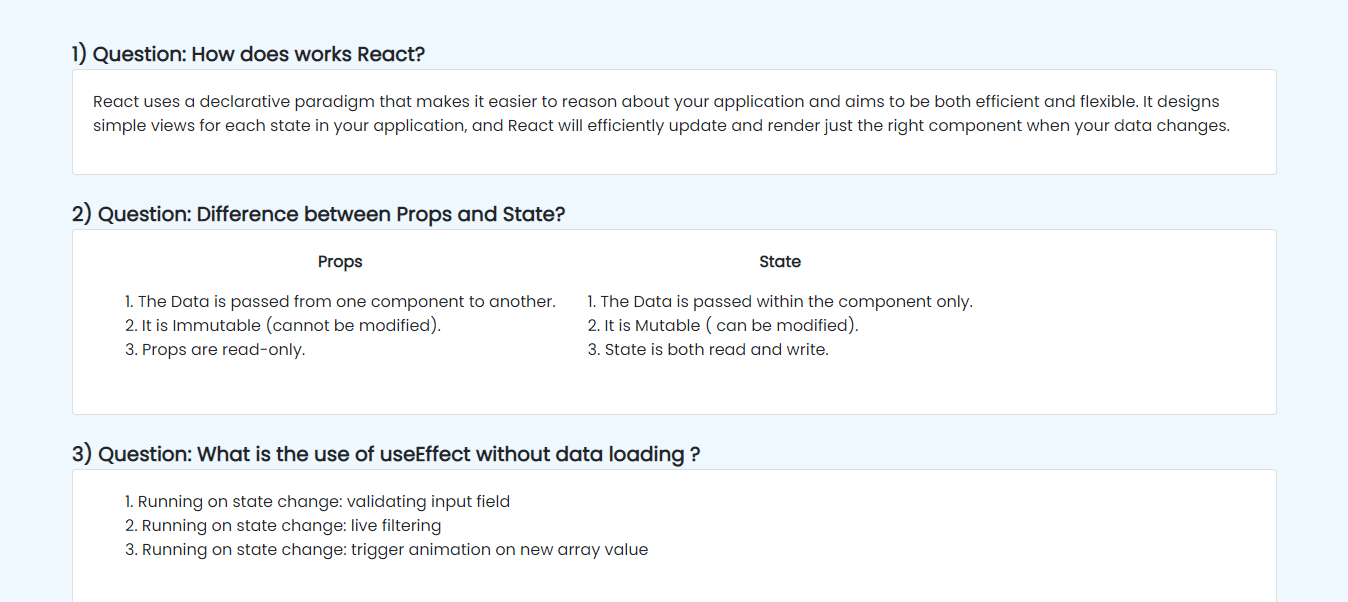 1) Question: How does works React?
React uses a declarative paradigm that makes it easier to reason about your application and aims to be both efficient and flexible. It designs
simple views for each state in your application, and React will efficiently update and render just the right component when your data changes.
2) Question: Difference between Props and State?
Props
1. The Data is passed from one component to another.
2. It is Immutable (cannot be modified).
3. Props are read-only.
State
1. The Data is passed within the component only.
2. It is Mutable ( can be modified).
3. State is both read and write.
3) Question: What is the use of useEffect without data loading ?
1. Running on state change: validating input field
2. Running on state change: live filtering
3. Running on state change: trigger animation on new array value